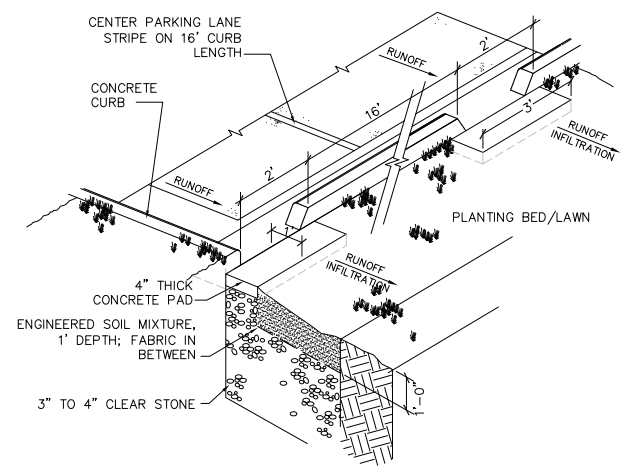 CENTER PARKING LANE
STRIPE ON 16' CURB
LENGTH
RUNOFF
2'
CONCRETE
CURB
16'
3'
RUNOFF
INFILTRATION
2'
RUNOFF
PLANTING BED/LAWN
1'
4" THICK
CONCRETE PAD
RUNOFF
INFILTRATION
ENGINEERED SOIL MIXTURE,
1' DEPTH; FABRIC IN
BETWEEN
3" TO 4" CLEAR STONE
1'-0"